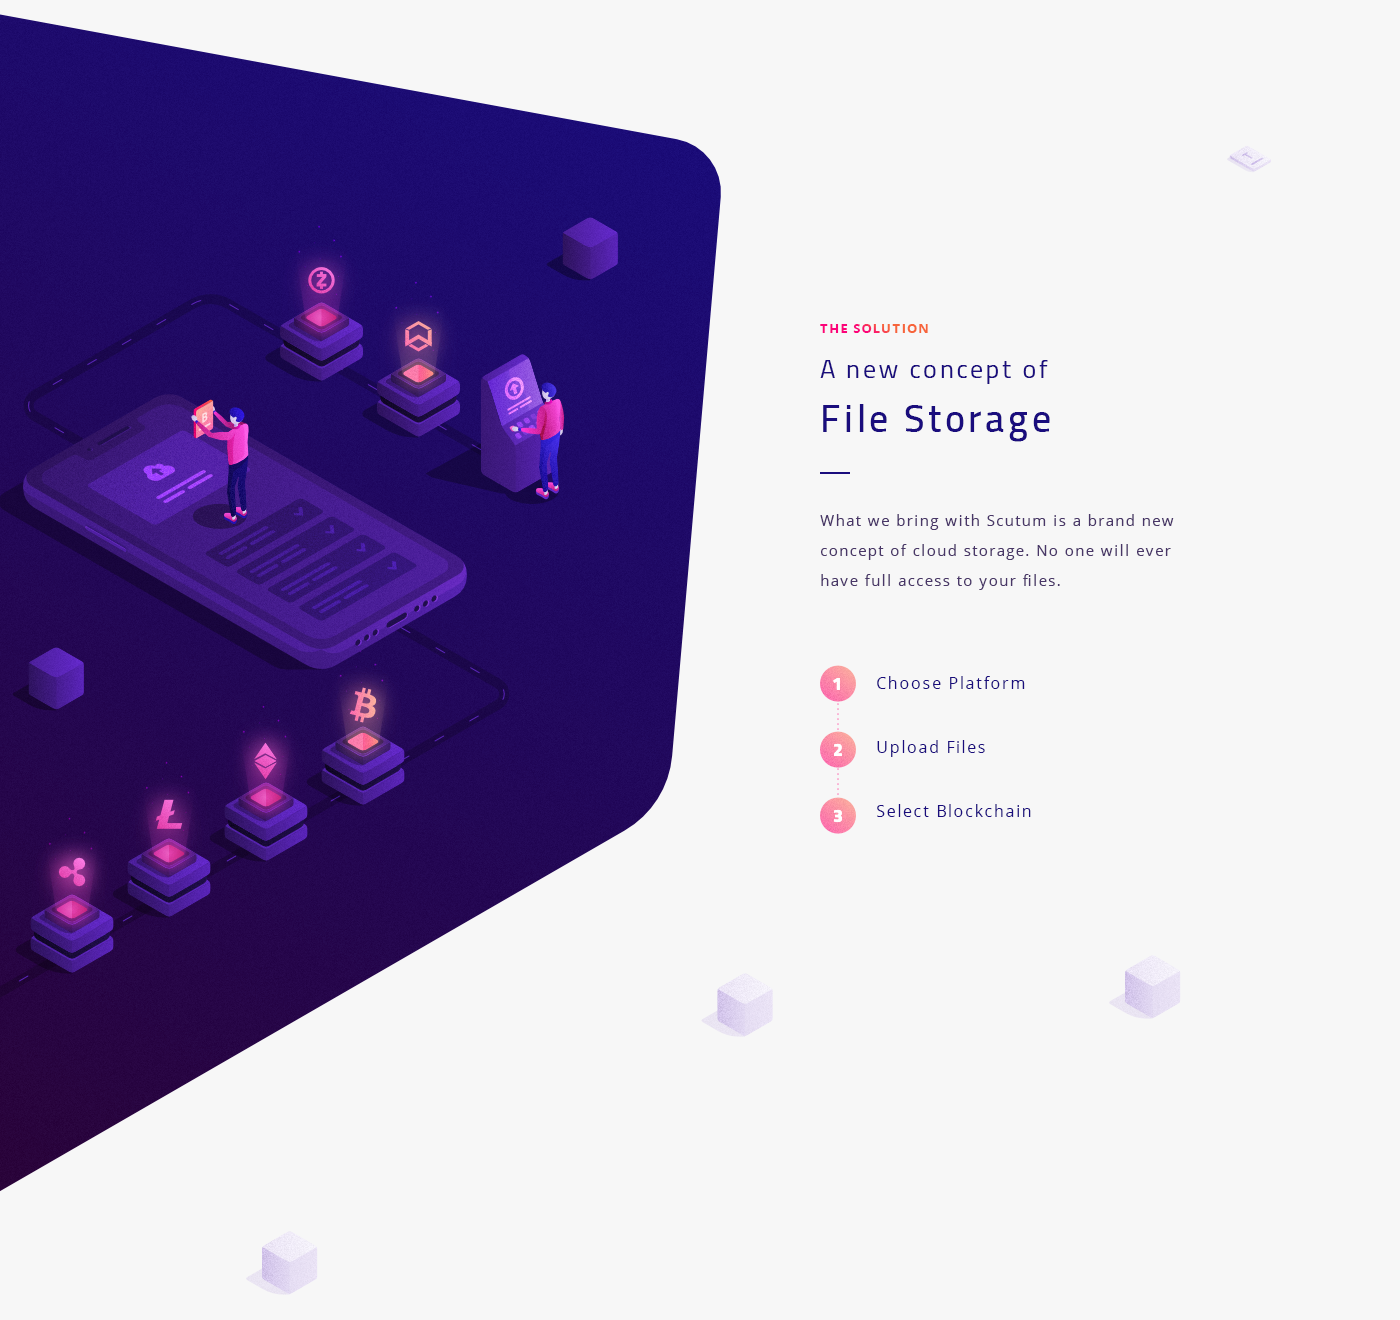 THE SOLUTION
A new concept of
File Storage
What we bring with Scutum is a brand new
concept of cloud storage. No one will ever
have full access to your files.
1 Choose Platform
2 Upload Files
3 Select Blockchain